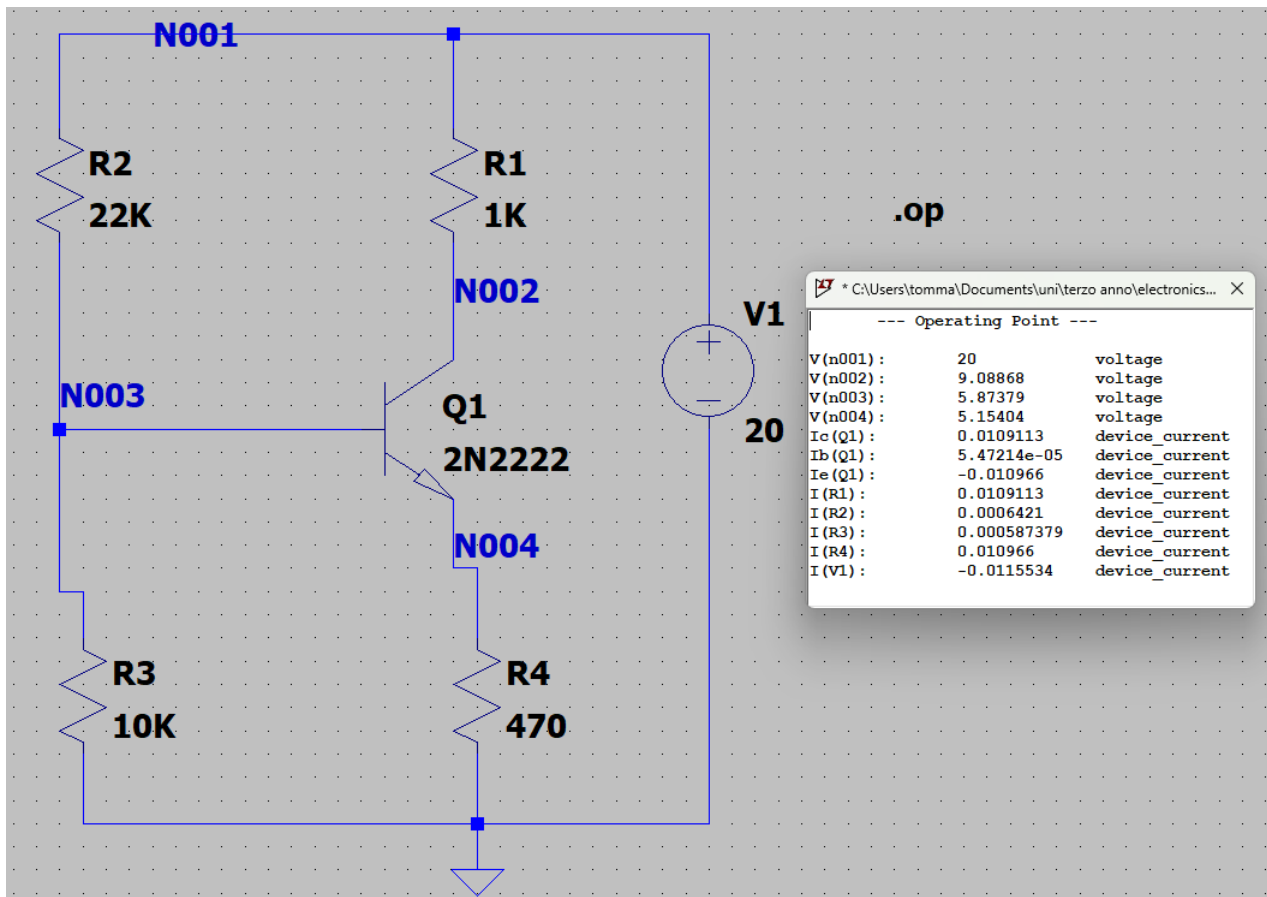 N001
R2
22K
R1
1K
.op
N002
V1
20
N003
Q1
2N2222
N004
R3
10K
R4
470
* C:\Users\tomma\Documents\uni\terzo anno\electronics...
--- Operating Point ---
V(n001): 20 voltage
V(n002): 9.08868 voltage
V(n003): 5.87379 voltage
V(n004): 5.15404 voltage
Ic(Q1): 0.0109113 device_current
Ib(Q1): 5.47214e-05 device_current
Ie(Q1): -0.010966 device_current
I(R1): 0.0109113 device_current
I(R2): 0.0006421 device_current
I(R3): 0.000587379 device_current
I(R4): 0.010966 device_current
I(V1): -0.0115534 device_current